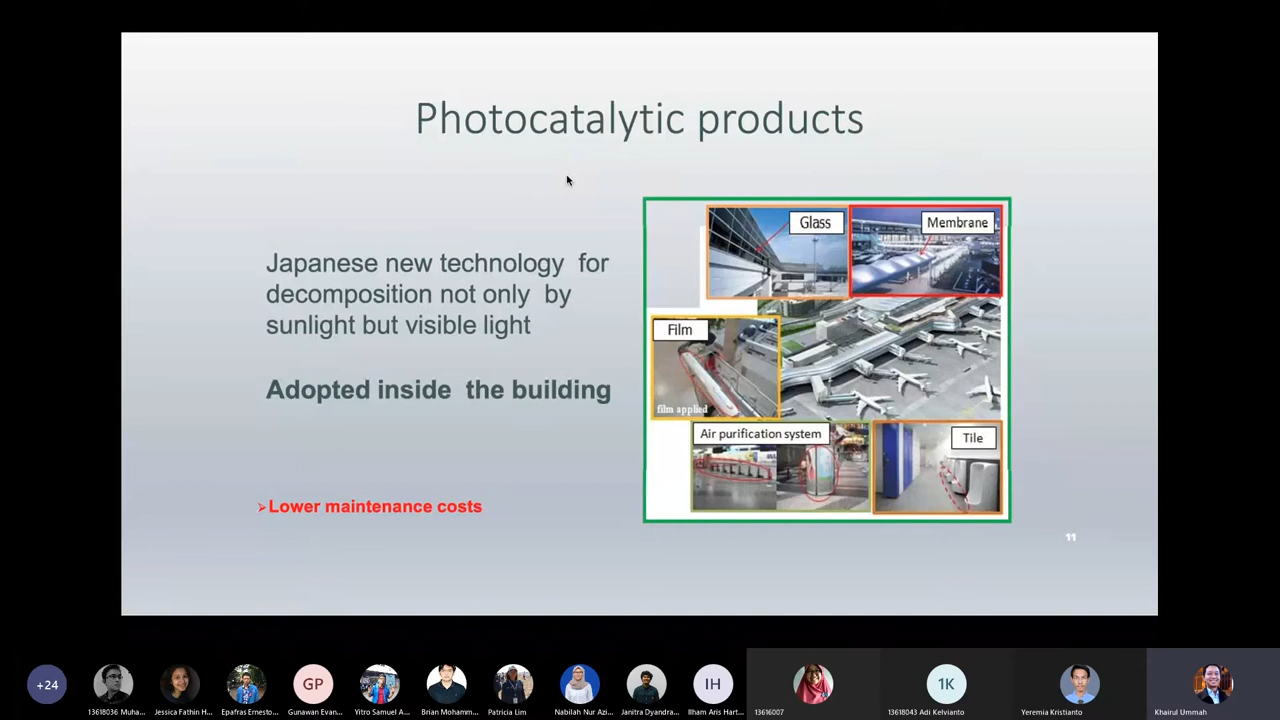 Photocatalytic products
Japanese new technology for
decomposition not only by
sunlight but visible light
Adopted inside the building
➢Lower maintenance costs
Glass
Membrane
Film
film applied
Air purification system
Tile
11
+24
13618036 Muha...
Jessica Fathin H...
Epafras Ernesto...
GP
Gunawan Evan...
Yitro Samuel A...
Brian Mohamm...
Patricia Lim
Nabilah Nur Azi...
Janitra Dyandra...
IH
Ilham Aris Hart...
13616007
1K
13618043 Adi Kelvianto
Yeremia Kristianto
Khairul Ummah